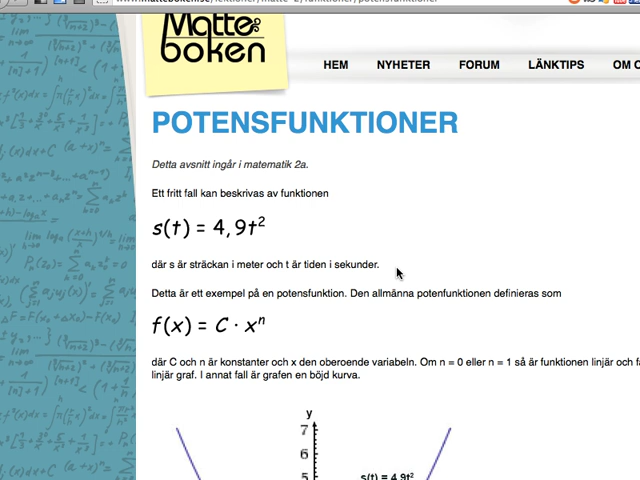 Matte
boken
HEM NYHETER FORUM LÄNKTIPS OM
POTENSFUNKTIONER
Detta avsnitt ingår i matematik 2a.
Ett fritt fall kan beskrivas av funktionen
s(t) = 4,9t²
där s är sträckan i meter och t är tiden i sekunder.
Detta är ett exempel på en potensfunktion. Den allmänna potenfunktionen definieras som
f(x) = C · xⁿ
där C och n är konstanter och x den oberoende variabeln. Om n = 0 eller n = 1 så är funktionen linjär och
linjär graf. I annat fall är grafen en böjd kurva.
y
7
6
5
s(t) = 4,9t²